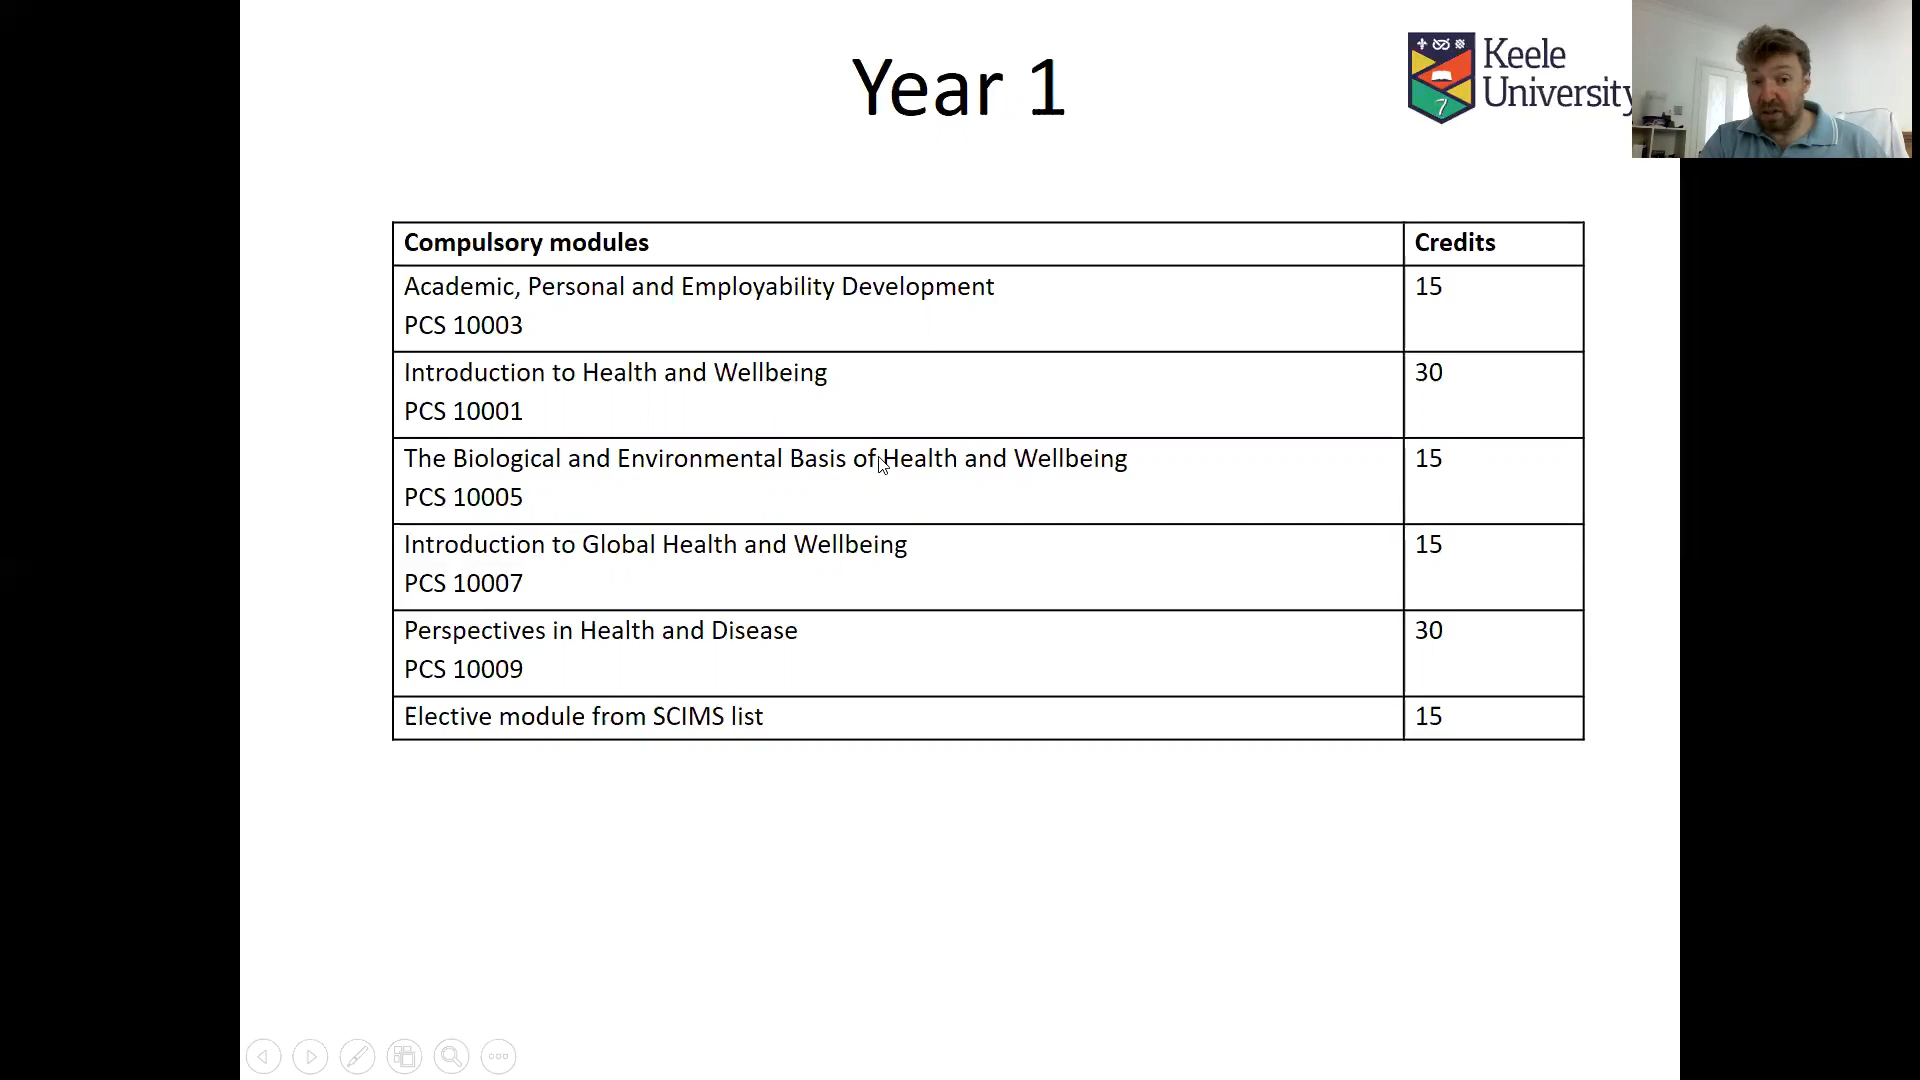 Year 1
Keele
University
Compulsory modules
Credits
Academic, Personal and Employability Development
PCS 10003
15
Introduction to Health and Wellbeing
PCS 10001
30
The Biological and Environmental Basis of Health and Wellbeing
PCS 10005
15
Introduction to Global Health and Wellbeing
PCS 10007
15
Perspectives in Health and Disease
PCS 10009
30
Elective module from SCIMS list
15